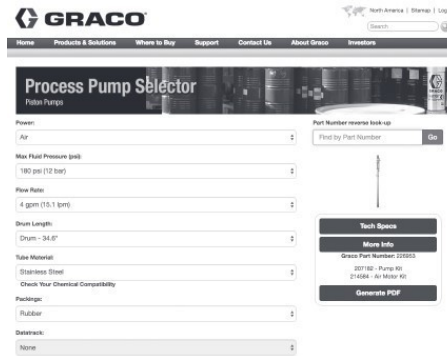 GRACO
North America | Sitemap | Log
Search
Home Products & Solutions Where to Buy Support Contact Us About Graco Investors
Process Pump Selector
Piston Pumps
Power:
Air
Max Fluid Pressure (psi):
180 psi (12 bar)
Flow Rate:
4 gpm (15.1 lpm)
Drum Length:
Drum - 34.6"
Tube Material:
Stainless Steel
Check Your Chemical Compatibility
Packings:
Rubber
Datatrack:
None
Part Number reverse look-up
Find by Part Number Go
Tech Specs
More Info
Graco Part Number: 226953
207182 - Pump Kit
214584 - Air Motor Kit
Generate PDF